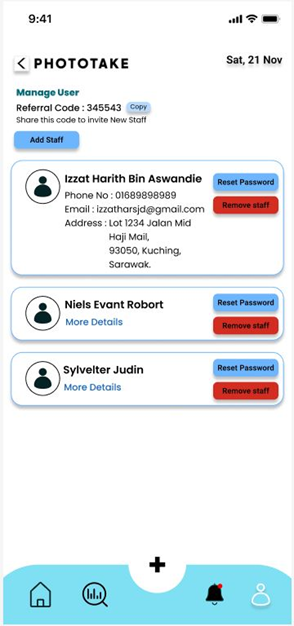 9:41
PHOTOTAKE
Sat, 21 Nov
Manage User
Referral Code : 345543 Copy
Share this code to invite New Staff
Add Staff
Izzat Harith Bin Aswandie
Reset Password
Phone No : 01689898989
Remove staff
Email : izzatharsjd@gmail.com
Address : Lot 1234 Jalan Mid
Haji Mail,
93050, Kuching,
Sarawak.
Niels Evant Robort
Reset Password
More Details
Remove staff
Sylvelter Judin
Reset Password
More Details
Remove staff